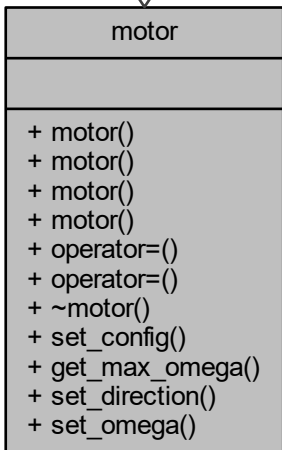 motor
+ motor()
+ motor()
+ motor()
+ motor()
+ operator=()
+ operator=()
+ ~motor()
+ set_config()
+ get_max_omega()
+ set_direction()
+ set_omega()